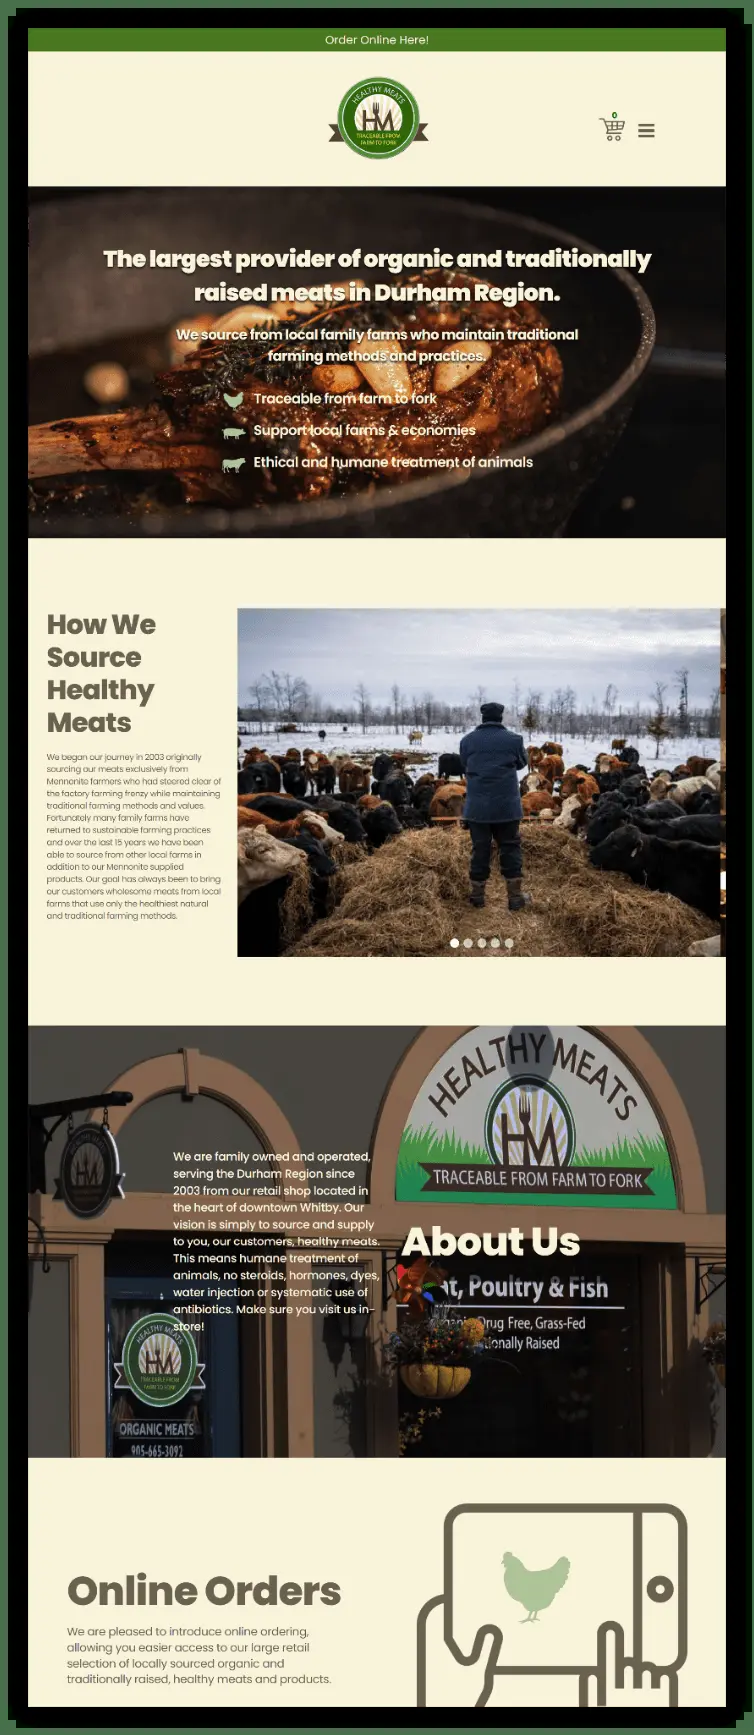 Order Online Here!
HEALTHY MEATS
HM
TRACEABLE FROM
FARM TO FORK
0
The largest provider of organic and traditionally
raised meats in Durham Region.
We source from local family farms who maintain traditional
farming methods and practices.
Traceable from farm to fork
Support local farms & economies
Ethical and humane treatment of animals
How We
Source
Healthy
Meats
We began our journey in 2003 originally
sourcing our meats exclusively from
Mennonite farmers who had steered clear of
the factory farming frenzy while maintaining
traditional farming methods and values.
Fortunately many family farms have
returned to sustainable farming practices
and over the last 15 years we have been
able to source from other local farms in
addition to our Mennonite supplied
products. Our goal has always been to bring
our customers wholesome meats from local
farms that use only the healthiest natural
and traditional farming methods.
HEALTHY MEATS
HM
TRACEABLE FROM FARM TO FORK
HM
We are family owned and operated,
serving the Durham Region since
2003 from our retail shop located in
the heart of downtown Whitby. Our
vision is simply to source and supply
to you, our customers, healthy meats.
This means humane treatment of
animals, no steroids, hormones, dyes,
water injection or systematic use of
antibiotics. Make sure you visit us in-
store!
About Us
at, Poultry & Fish
Drug Free, Grass-Fed
tionally Raised
HEALTHY MEATS
HM
TRACEABLE FROM
FARM TO FORK
ORGANIC MEATS
905-665-3092
Online Orders
We are pleased to introduce online ordering,
allowing you easier access to our large retail
selection of locally sourced organic and
traditionally raised, healthy meats and products.